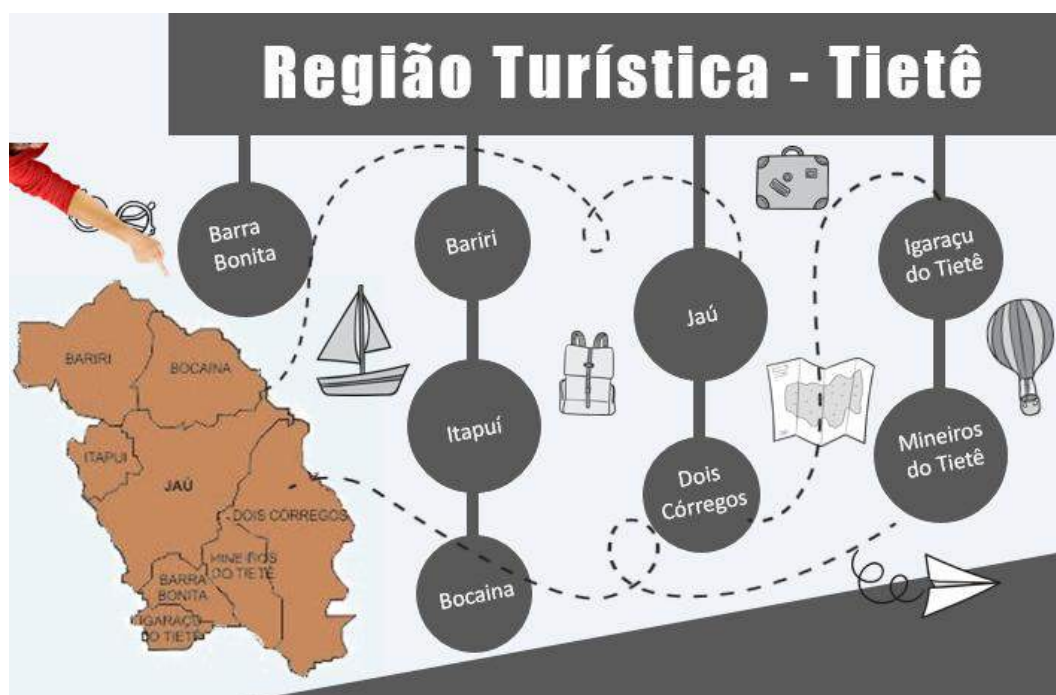 Região Turística - Tietê
Barra
Bonita
Bariri
Itapuí
Bocaina
Jaú
Dois
Córregos
Igaraçu
do Tietê
Mineiros
do Tietê
BARIRI
BOCAINA
ITAPUI
JAÚ
DOIS CÓRREGOS
MINEIROS
DO TIETÊ
BARRA
BONITA
IGARAÇU
DO TIETÊ